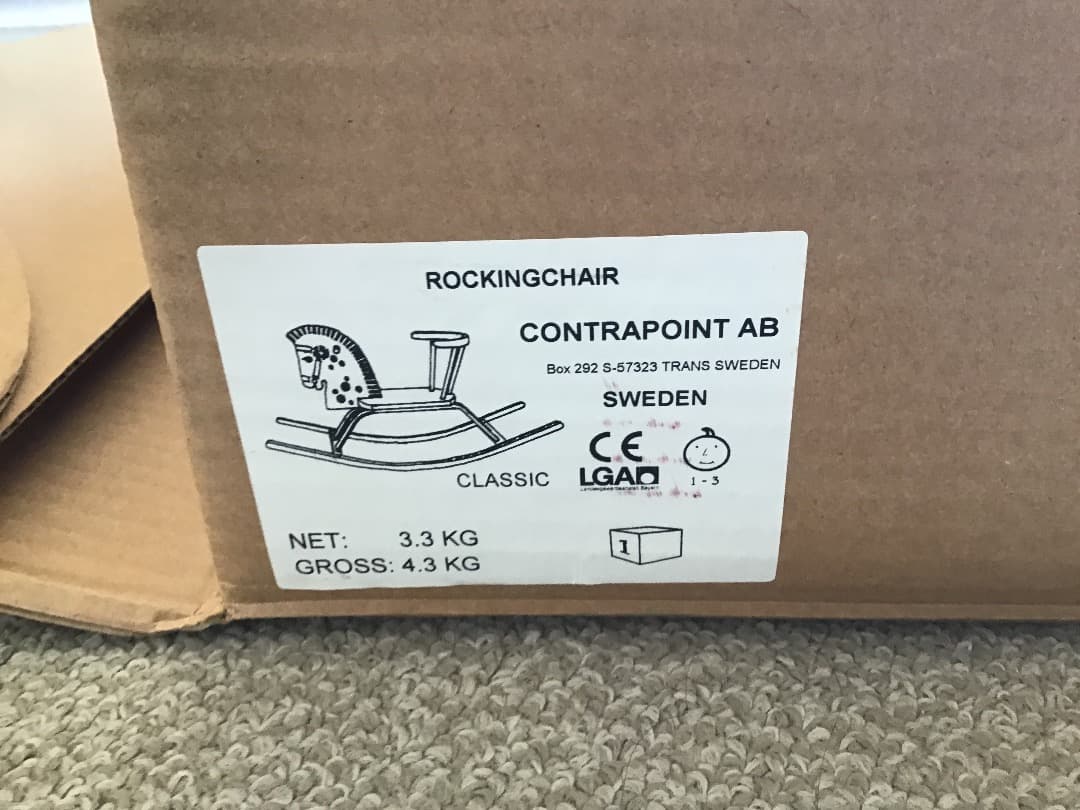 ROCKINGCHAIR
CONTRAPOINT AB
Box 292 S-57323 TRANS SWEDEN
SWEDEN
CE
LGA
1 - 3
CLASSIC
NET: 3.3 KG
GROSS: 4.3 KG
1